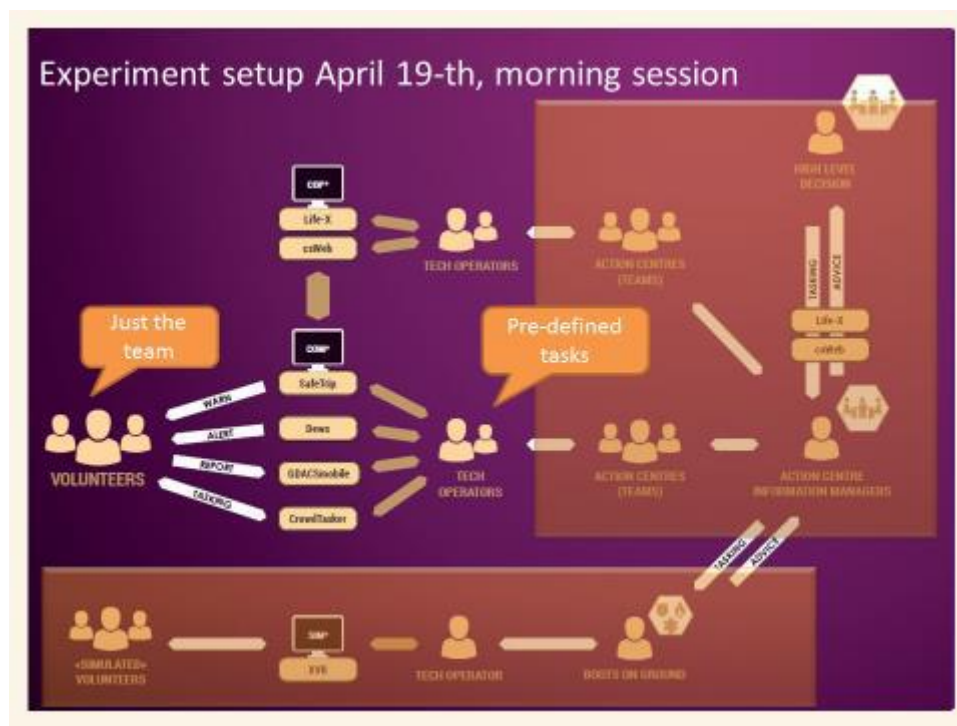 Experiment setup April 19-th, morning session
HIGH LEVEL
DECISION
COP*
Life-X
csWeb
TECH OPERATORS
ACTION CENTRES
(TEAMS)
TASKING
ADVICE
Life-X
csWeb
Just the
team
Pre-defined
tasks
COM*
SafeTrip
WARN
Dews
ALERT
REPORT
GDACSmobile
TASKING
CrowdTasker
VOLUNTEERS
TECH
OPERATORS
ACTION CENTRES
(TEAMS)
ACTION CENTRE
INFORMATION MANAGERS
TASKING
ADVICE
«SIMULATED»
VOLUNTEERS
SIM*
XVR
TECH OPERATOR
BOOTS ON GROUND